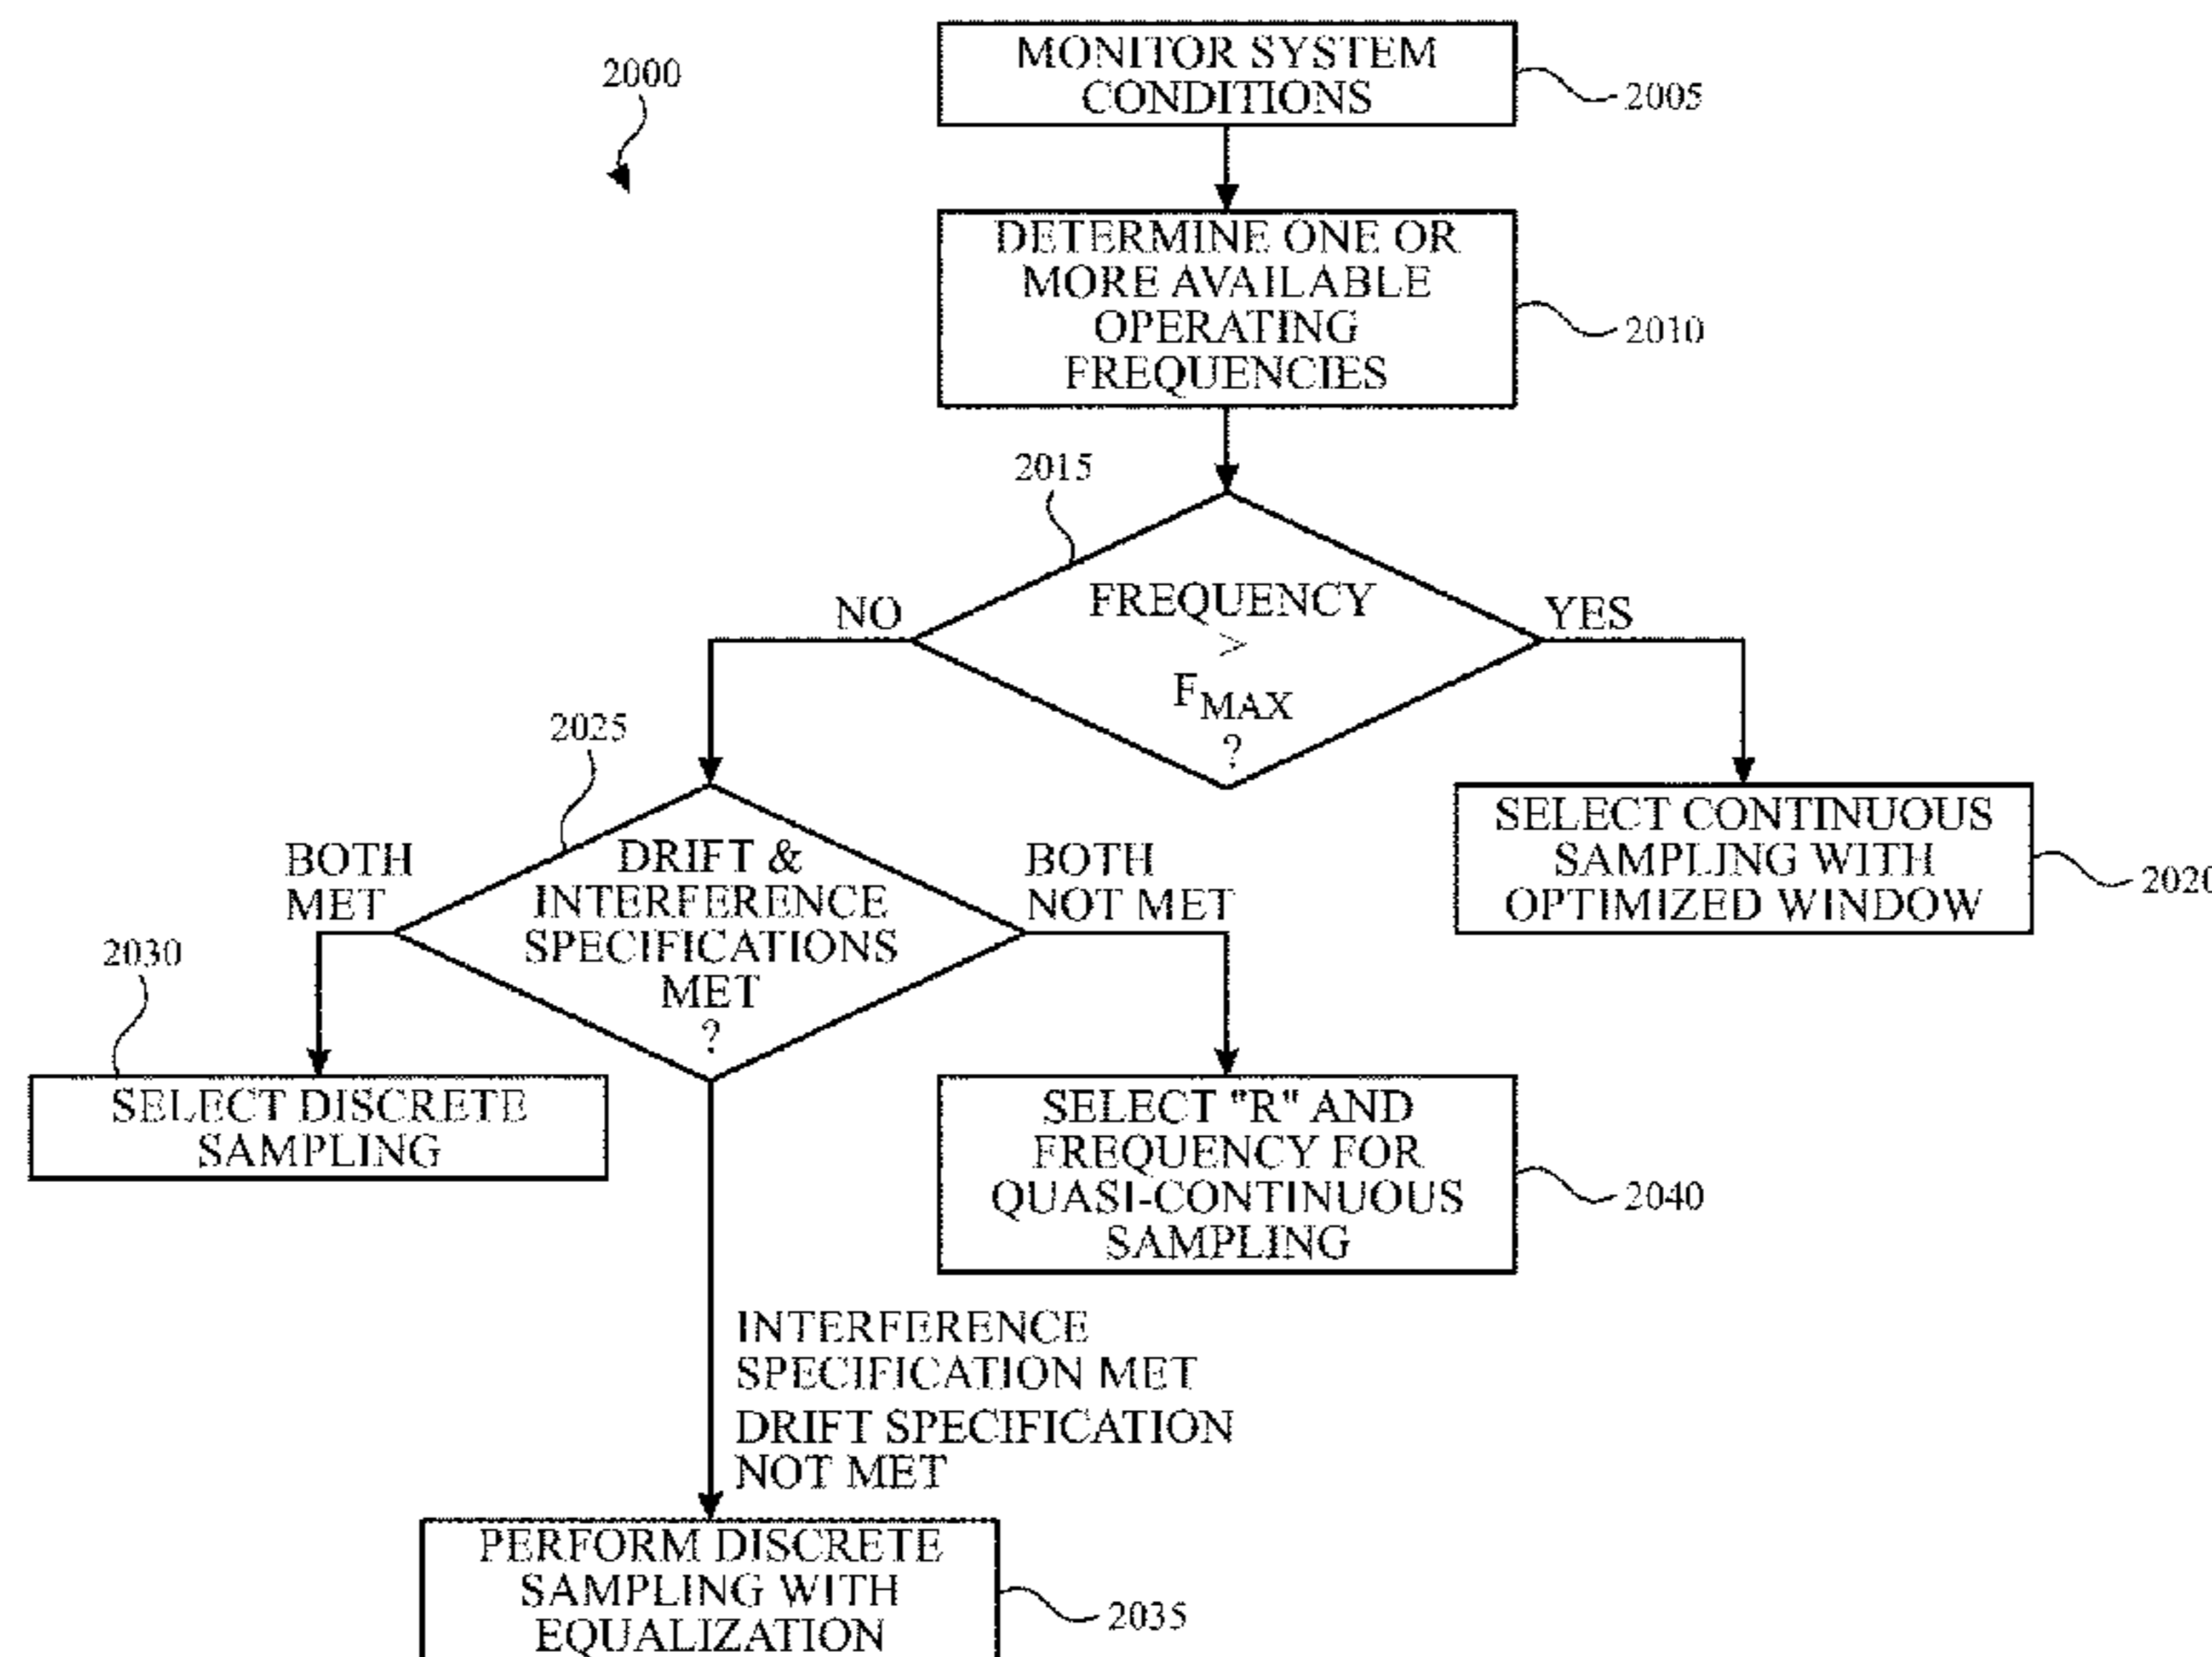 2000
MONITOR SYSTEM
CONDITIONS
2005
DETERMINE ONE OR
MORE AVAILABLE
OPERATING
FREQUENCIES
2010
2015
FREQUENCY
>
FMAX
?
NO
YES
SELECT CONTINUOUS
SAMPLING WITH
OPTIMIZED WINDOW
2020
2025
DRIFT &
INTERFERENCE
SPECIFICATIONS
MET
?
BOTH
MET
BOTH
NOT MET
2030
SELECT DISCRETE
SAMPLING
SELECT "R" AND
FREQUENCY FOR
QUASI-CONTINUOUS
SAMPLING
2040
INTERFERENCE
SPECIFICATION MET
DRIFT SPECIFICATION
NOT MET
PERFORM DISCRETE
SAMPLING WITH
EQUALIZATION
2035